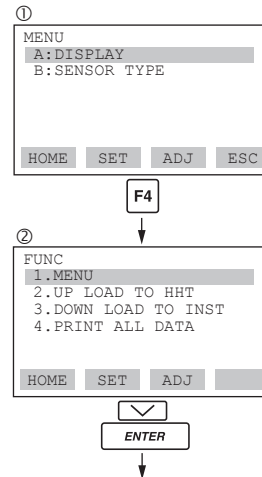 ①
MENU
A:DISPLAY
B:SENSOR TYPE
HOME SET ADJ ESC
F4
②
FUNC
1.MENU
2.UP LOAD TO HHT
3.DOWN LOAD TO INST
4.PRINT ALL DATA
HOME SET ADJ
ENTER